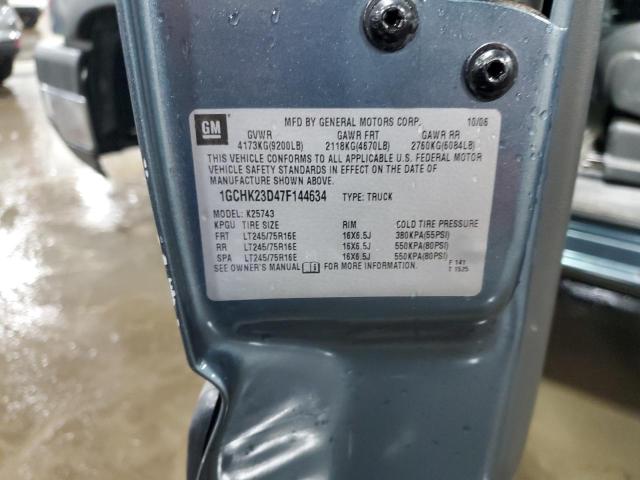 GM
MFD BY GENERAL MOTORS CORP. 10/06
GVWR GAWR FRT GAWR RR
4173KG(9200LB) 2118KG(4670LB) 2760KG(6084LB)
THIS VEHICLE CONFORMS TO ALL APPLICABLE U.S. FEDERAL MOTOR
VEHICLE SAFETY STANDARDS IN EFFECT ON THE DATE OF
MANUFACTURE SHOWN ABOVE.
1GCHK23D47F144634 TYPE: TRUCK
MODEL: K25743
KPGU TIRE SIZE RIM COLD TIRE PRESSURE
FRT LT245/75R16E 16X6.5J 380KPA(55PSI)
RR LT245/75R16E 16X6.5J 550KPA(80PSI)
SPA LT245/75R16E 16X6.5J 550KPA(80PSI)
SEE OWNER'S MANUAL FOR MORE INFORMATION.
F 141
T 1525